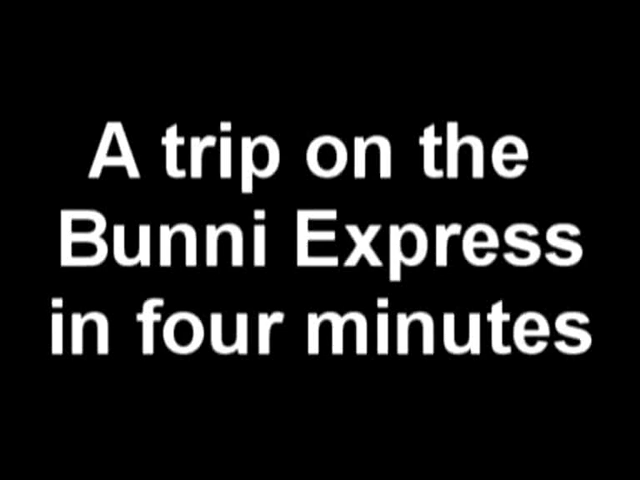 A trip on the
Bunni Express
in four minutes